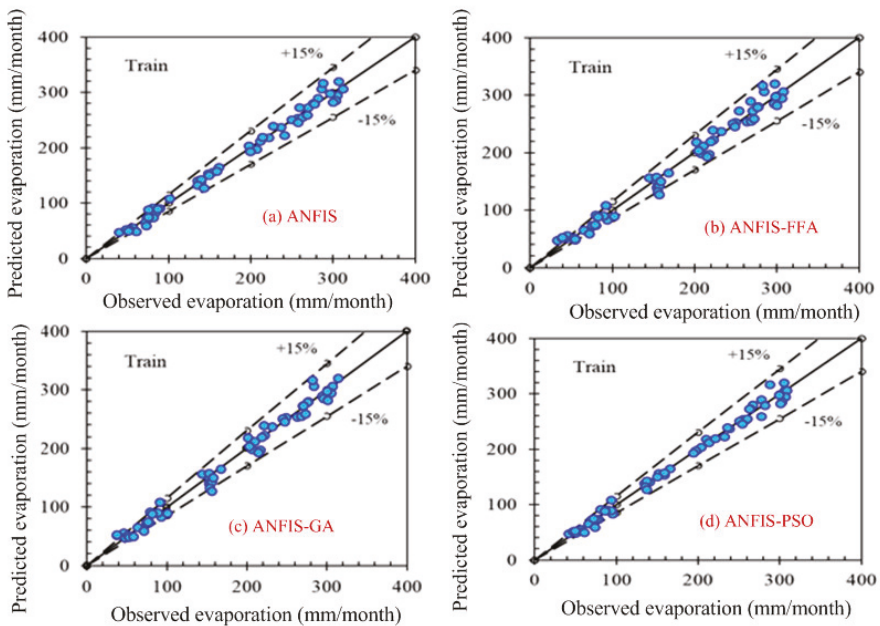 400
300
200
100
0
Predicted evaporation (mm/month)
Train
+15%
-15%
(a) ANFIS
0 100 200 300 400
Observed evaporation (mm/month)
400
300
200
100
0
Predicted evaporation (mm/month)
Train
+15%
-15%
(b) ANFIS-FFA
0 100 200 300 400
Observed evaporation (mm/month)
400
300
200
100
0
Predicted evaporation (mm/month)
Train
+15%
-15%
(c) ANFIS-GA
0 100 200 300 400
Observed evaporation (mm/month)
400
300
200
100
0
Predicted evaporation (mm/month)
Train
+15%
-15%
(d) ANFIS-PSO
0 100 200 300 400
Observed evaporation (mm/month)